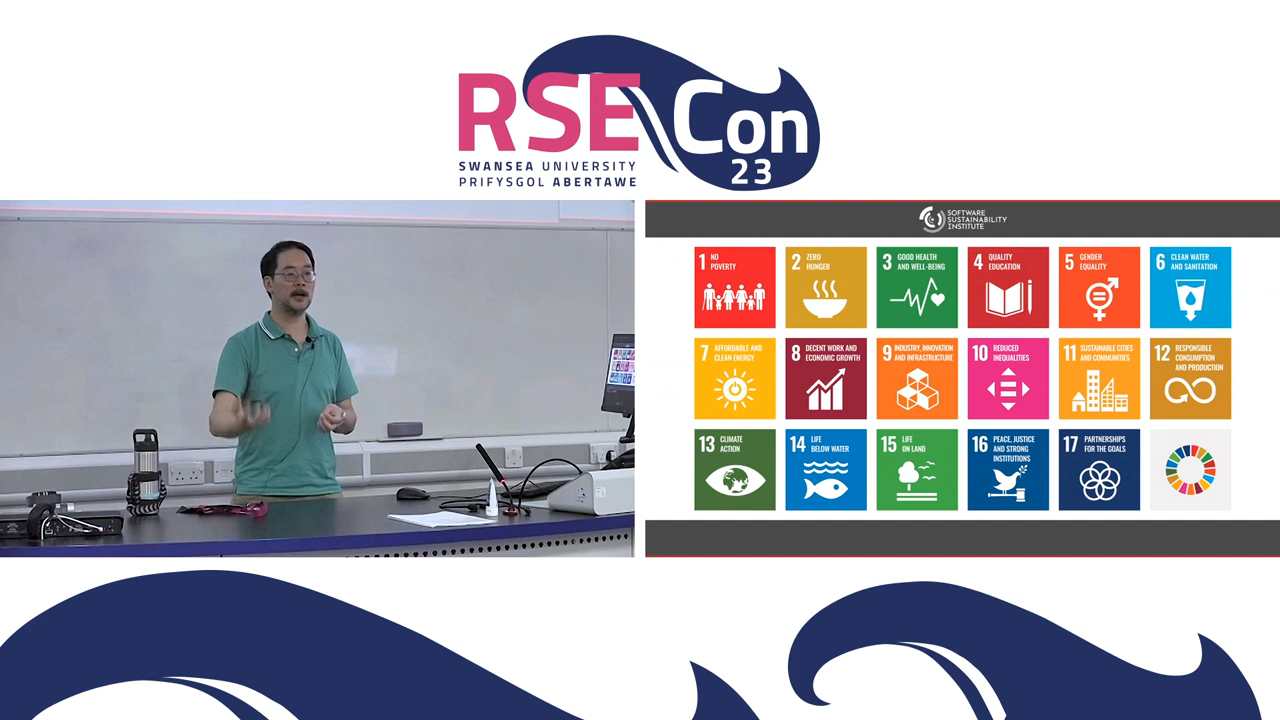 RSE Con
23
SWANSEA UNIVERSITY
PRIFYSGOL ABERTAWE
SOFTWARE
SUSTAINABILITY
INSTITUTE
1 NO
POVERTY
2 ZERO
HUNGER
3 GOOD HEALTH
AND WELL-BEING
4 QUALITY
EDUCATION
5 GENDER
EQUALITY
6 CLEAN WATER
AND SANITATION
7 AFFORDABLE AND
CLEAN ENERGY
8 DECENT WORK AND
ECONOMIC GROWTH
9 INDUSTRY, INNOVATION
AND INFRASTRUCTURE
10 REDUCED
INEQUALITIES
11 SUSTAINABLE CITIES
AND COMMUNITIES
12 RESPONSIBLE
CONSUMPTION
AND PRODUCTION
13 CLIMATE
ACTION
14 LIFE
BELOW WATER
15 LIFE
ON LAND
16 PEACE, JUSTICE
AND STRONG
INSTITUTIONS
17 PARTNERSHIPS
FOR THE GOALS